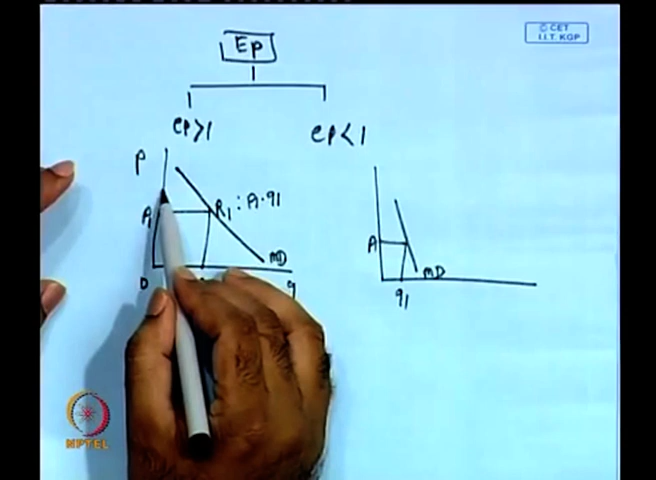 © CET
I.I.T. KGP
Ep
ep>1
ep<1
P
R1 : P1·q1
P1
MD
D
q
P1
MD
q1
NPTEL